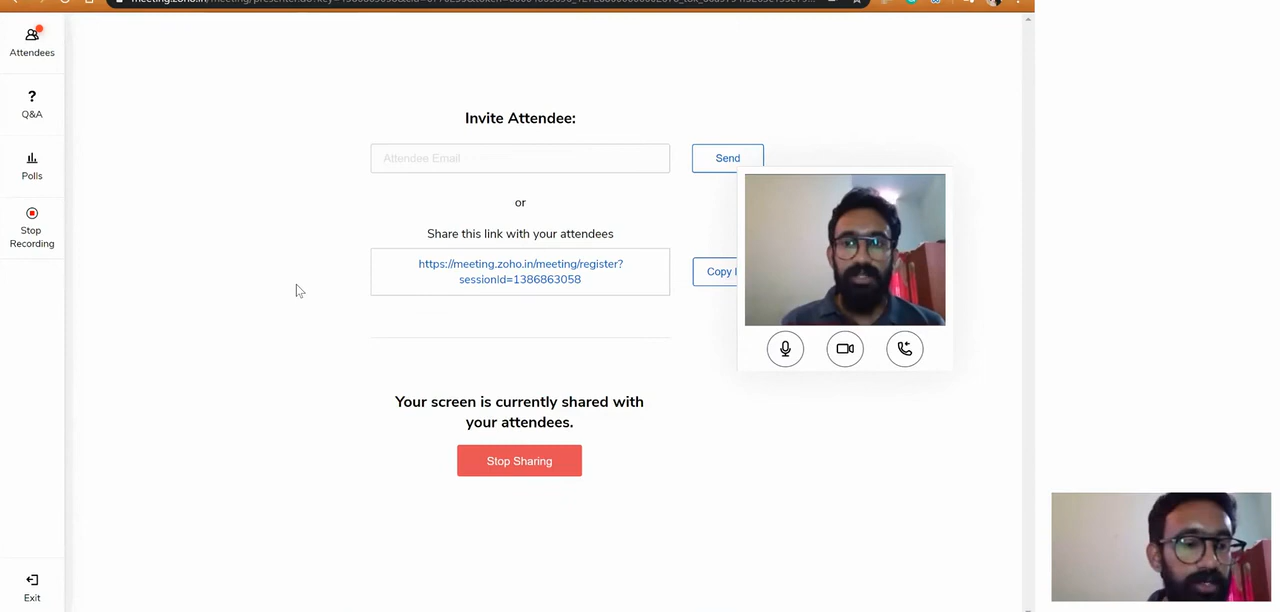 Attendees
Q&A
Polls
Stop
Recording
Exit
Invite Attendee:
Attendee Email
Send
or
Share this link with your attendees
https://meeting.zoho.in/meeting/register?
sessionId=1386863058
Copy
Your screen is currently shared with
your attendees.
Stop Sharing